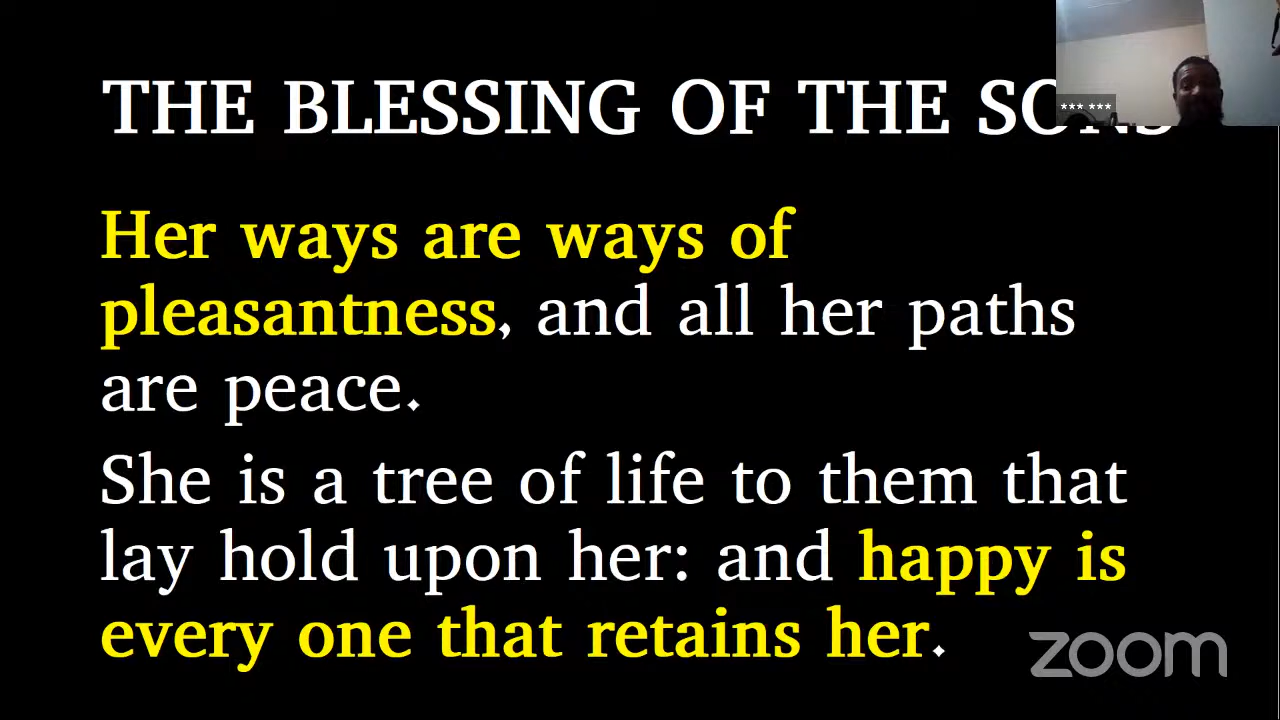 THE BLESSING OF THE SONS
*** ***
Her ways are ways of
pleasantness, and all her paths
are peace.
She is a tree of life to them that
lay hold upon her: and happy is
every one that retains her.
zoom